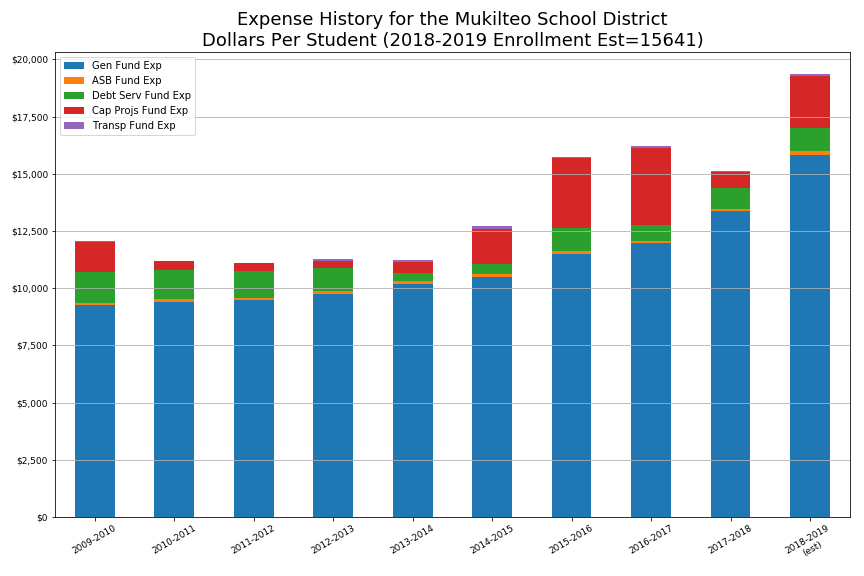 Expense History for the Mukilteo School District
Dollars Per Student (2018-2019 Enrollment Est=15641)
$20,000
$17,500
$15,000
$12,500
$10,000
$7,500
$5,000
$2,500
$0
Gen Fund Exp
ASB Fund Exp
Debt Serv Fund Exp
Cap Projs Fund Exp
Transp Fund Exp
2009-2010
2010-2011
2011-2012
2012-2013
2013-2014
2014-2015
2015-2016
2016-2017
2017-2018
2018-2019
(est)